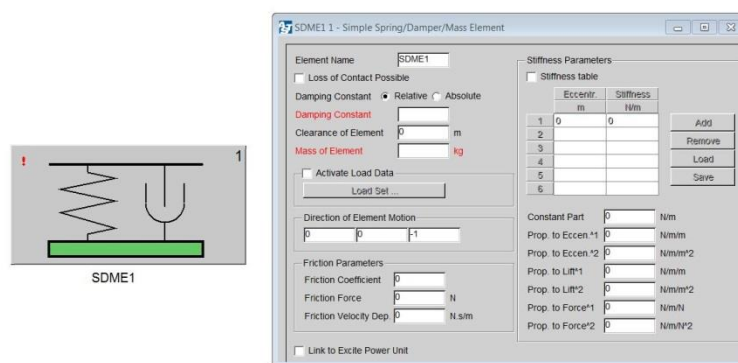 SDME1 1 - Simple Spring/Damper/Mass Element
! 1
SDME1
Element Name SDME1
Loss of Contact Possible
Damping Constant Relative Absolute
Damping Constant
Clearance of Element 0 m
Mass of Element kg
Activate Load Data
Load Set ...
Direction of Element Motion
0 0 -1
Friction Parameters
Friction Coefficient 0
Friction Force 0 N
Friction Velocity Dep. 0 N.s/m
Link to Excite Power Unit
Stiffness Parameters
Stiffness table
Eccentr. Stiffness
m N/m
1 0 0
2
3
4
5
6
Add
Remove
Load
Save
Constant Part 0 N/m
Prop. to Eccen.^1 0 N/m/m
Prop. to Eccen.^2 0 N/m/m^2
Prop. to Lift^1 0 N/m/m
Prop. to Lift^2 0 N/m/m^2
Prop. to Force^1 0 N/m/N
Prop. to Force^2 0 N/m/N^2